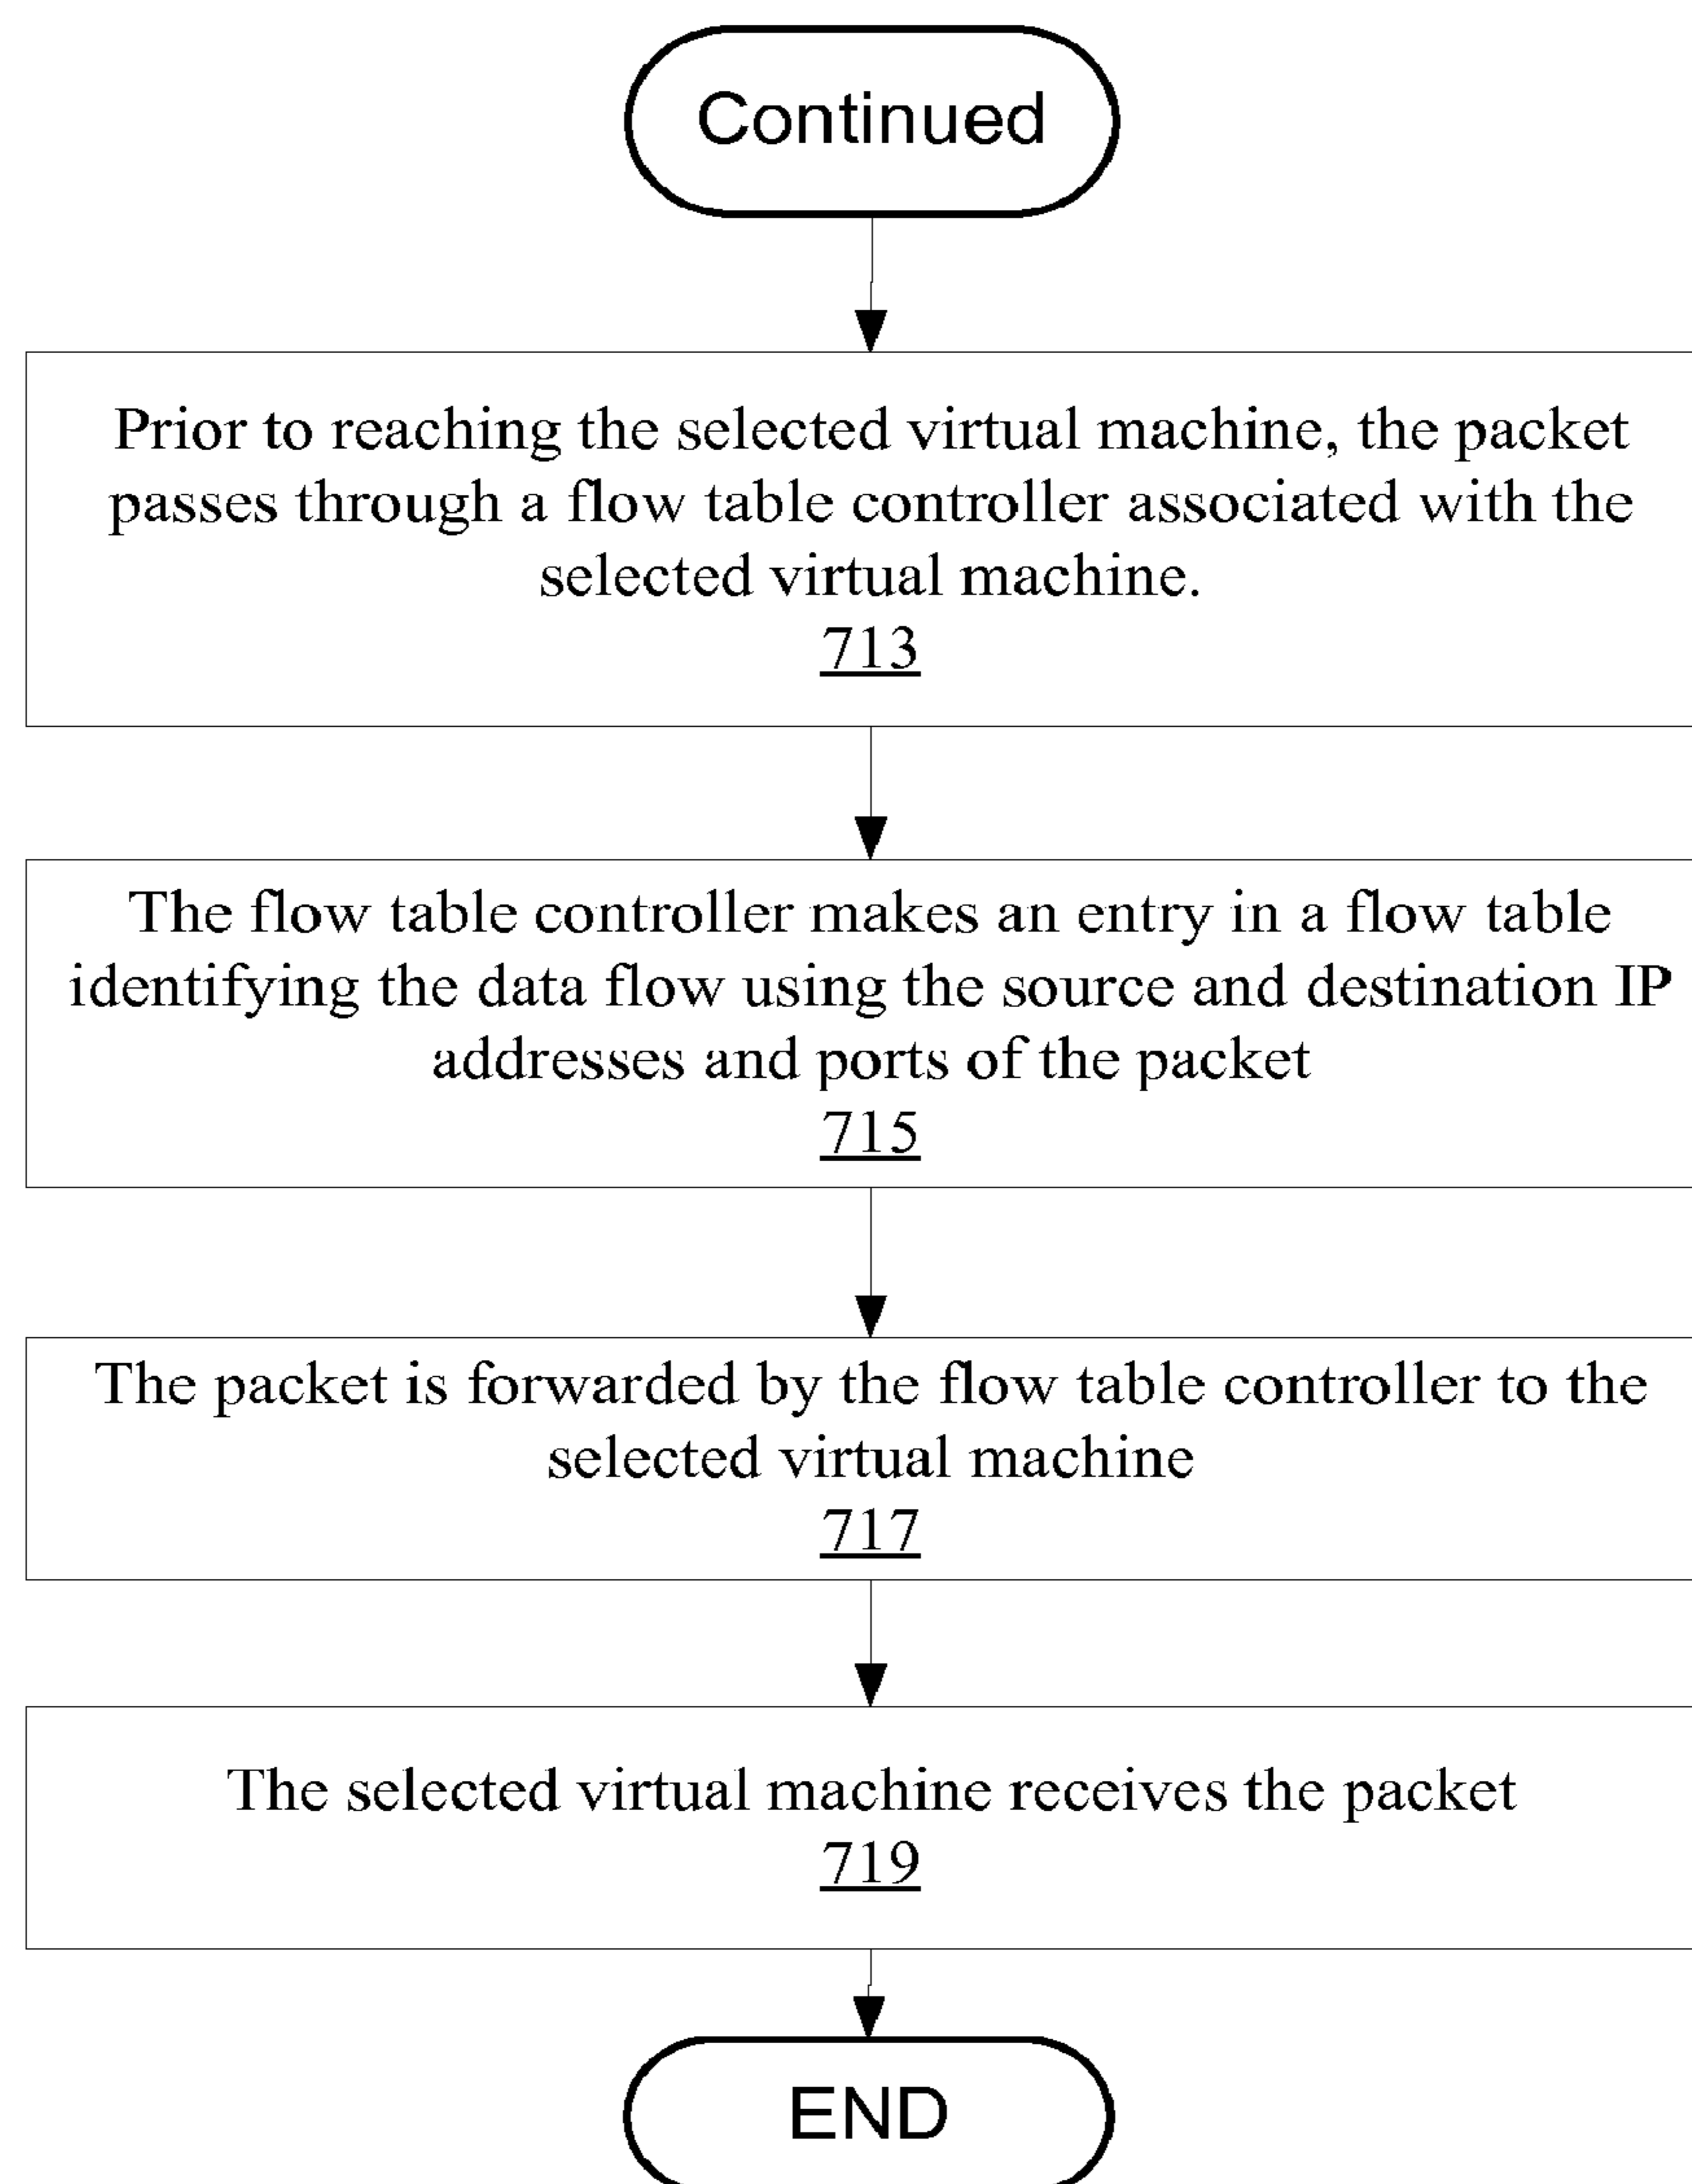 Continued
Prior to reaching the selected virtual machine, the packet
passes through a flow table controller associated with the
selected virtual machine.
713
The flow table controller makes an entry in a flow table
identifying the data flow using the source and destination IP
addresses and ports of the packet
715
The packet is forwarded by the flow table controller to the
selected virtual machine
717
The selected virtual machine receives the packet
719
END